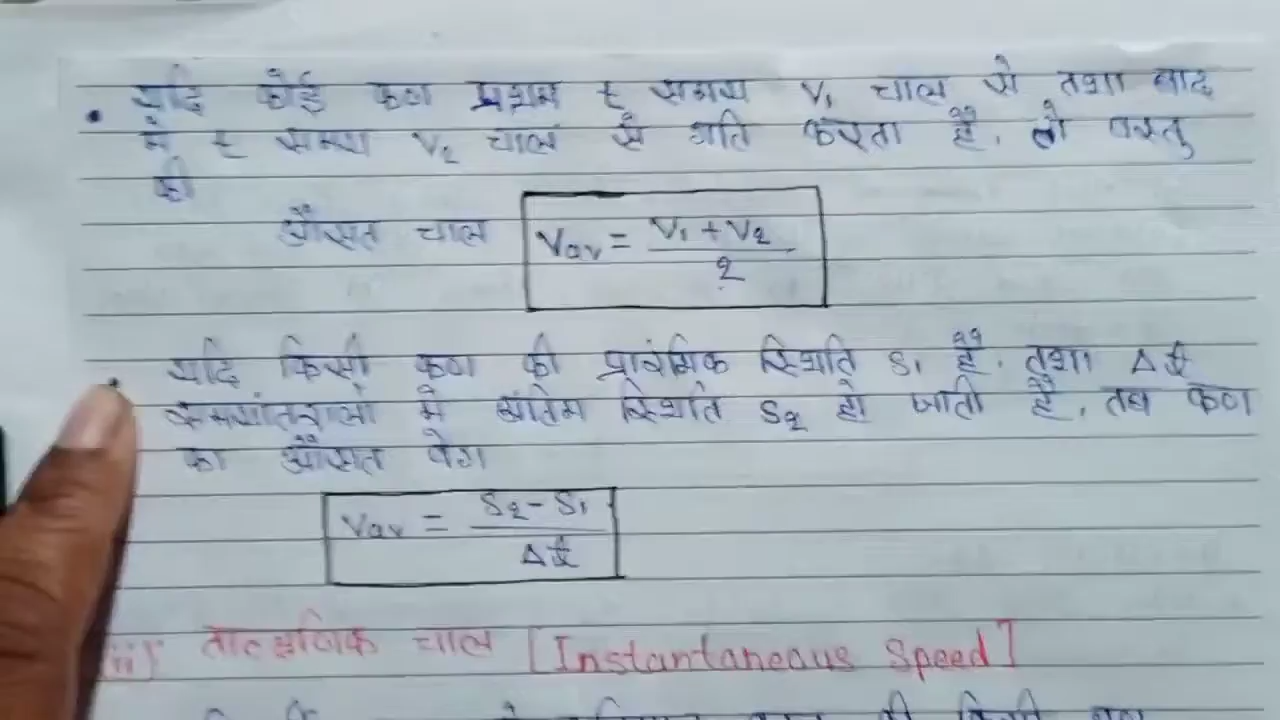 • यदि कोई कण प्रथम t समय V₁ चाल से तथा बाद
में t समय V₂ चाल से गति करता है. तो वस्तु
की
औसत चाल Vav = (V₁ + V₂) / 2
• यदि किसी कण की प्रारंभिक स्थिति S₁ है. तथा Δt
समयांतरालों में अंतिम स्थिति S₂ हो जाती है. तब कण
का औसत वेग
Vav = (S₂ - S₁) / Δt
(ii) तात्क्षणिक चाल [Instantaneous Speed]